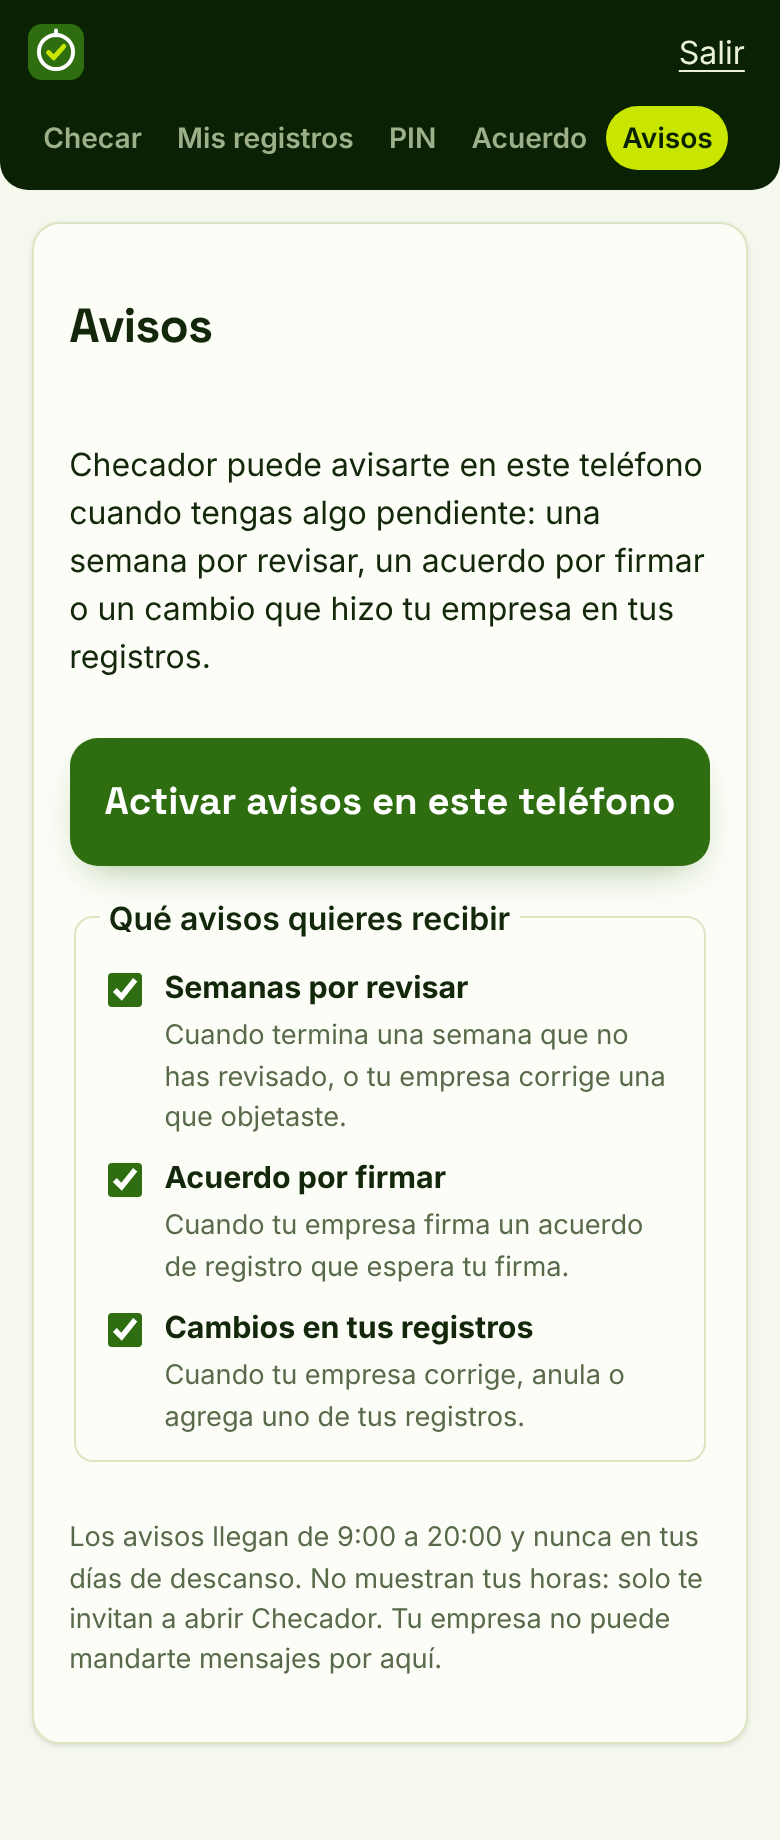 Salir
Checar Mis registros PIN Acuerdo Avisos
Avisos
Checador puede avisarte en este teléfono
cuando tengas algo pendiente: una
semana por revisar, un acuerdo por firmar
o un cambio que hizo tu empresa en tus
registros.
Activar avisos en este teléfono
Qué avisos quieres recibir
Semanas por revisar
Cuando termina una semana que no
has revisado, o tu empresa corrige una
que objetaste.
Acuerdo por firmar
Cuando tu empresa firma un acuerdo
de registro que espera tu firma.
Cambios en tus registros
Cuando tu empresa corrige, anula o
agrega uno de tus registros.
Los avisos llegan de 9:00 a 20:00 y nunca en tus
días de descanso. No muestran tus horas: solo te
invitan a abrir Checador. Tu empresa no puede
mandarte mensajes por aquí.